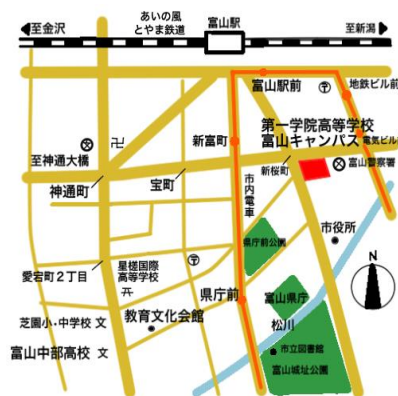 あいの風
とやま鉄道
富山駅
至金沢
至新潟
富山駅前
地鉄ビル前
第一学院高等学校
富山キャンパス
電気ビル前
新富町
新桜町
富山警察署
至神通大橋
神通町
宝町
市内電車
市役所
県庁前公園
N
愛宕町2丁目
星槎国際
高等学校
県庁前
富山県庁
芝園小・中学校 文
教育文化会館
松川
富山中部高校 文
市立図書館
富山城址公園